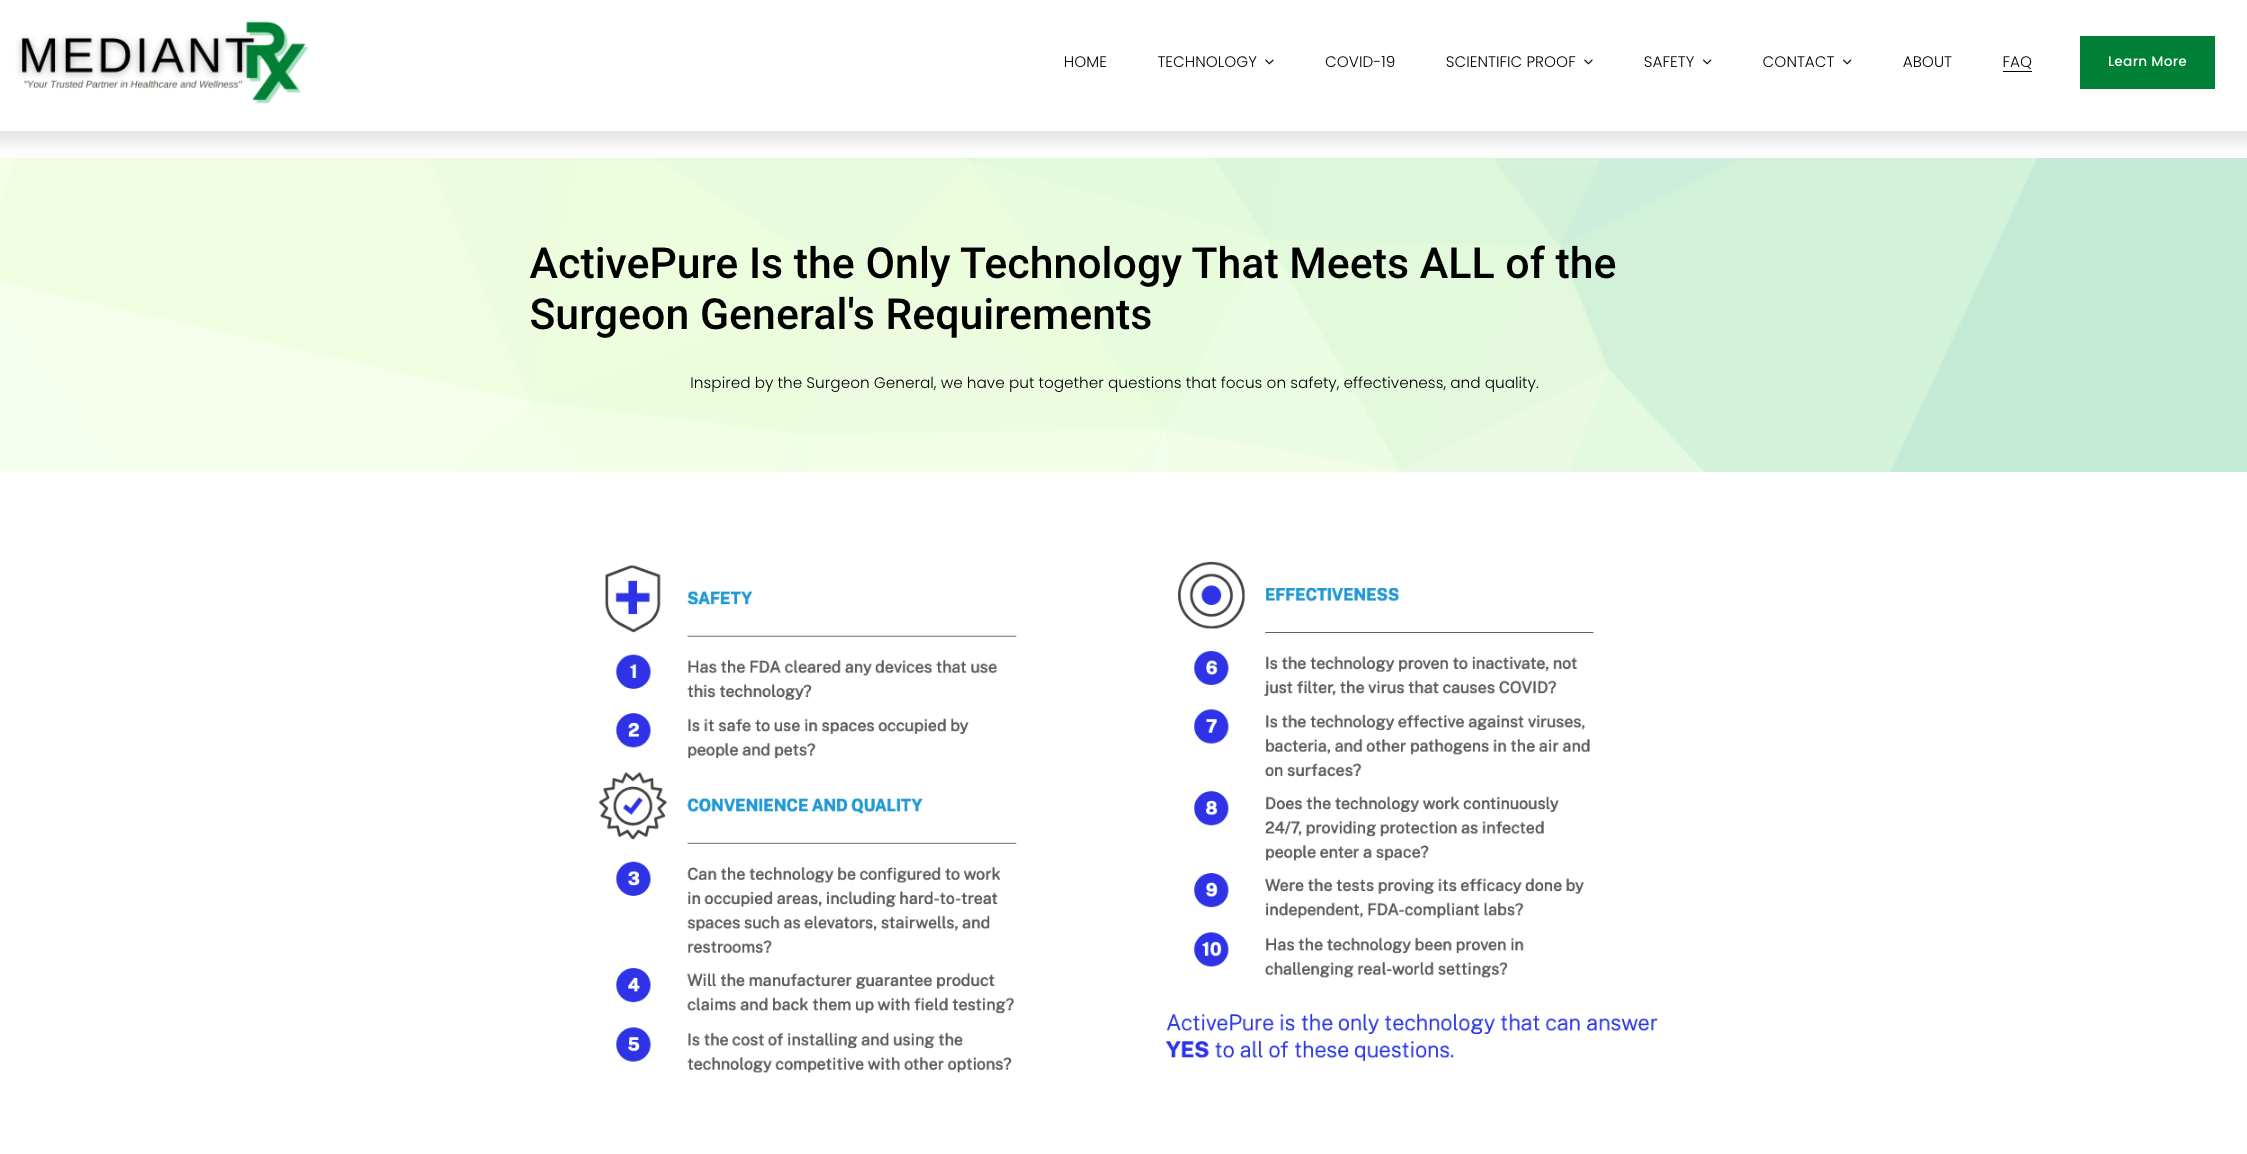 MEDIANTRX
"Your Trusted Partner in Healthcare and Wellness"
HOME TECHNOLOGY COVID-19 SCIENTIFIC PROOF SAFETY CONTACT ABOUT FAQ Learn More
ActivePure Is the Only Technology That Meets ALL of the
Surgeon General's Requirements
Inspired by the Surgeon General, we have put together questions that focus on safety, effectiveness, and quality.
SAFETY
1 Has the FDA cleared any devices that use
this technology?
2 Is it safe to use in spaces occupied by
people and pets?
CONVENIENCE AND QUALITY
3 Can the technology be configured to work
in occupied areas, including hard-to-treat
spaces such as elevators, stairwells, and
restrooms?
4 Will the manufacturer guarantee product
claims and back them up with field testing?
5 Is the cost of installing and using the
technology competitive with other options?
EFFECTIVENESS
6 Is the technology proven to inactivate, not
just filter, the virus that causes COVID?
7 Is the technology effective against viruses,
bacteria, and other pathogens in the air and
on surfaces?
8 Does the technology work continuously
24/7, providing protection as infected
people enter a space?
9 Were the tests proving its efficacy done by
independent, FDA-compliant labs?
10 Has the technology been proven in
challenging real-world settings?
ActivePure is the only technology that can answer
YES to all of these questions.